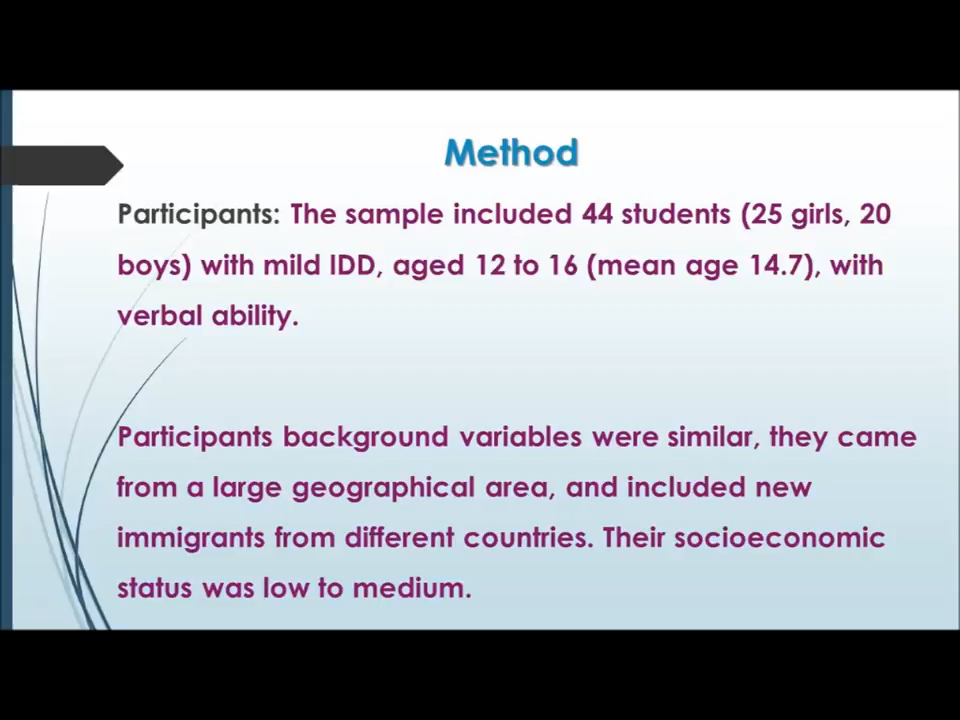 Method
Participants: The sample included 44 students (25 girls, 20
boys) with mild IDD, aged 12 to 16 (mean age 14.7), with
verbal ability.
Participants background variables were similar, they came
from a large geographical area, and included new
immigrants from different countries. Their socioeconomic
status was low to medium.